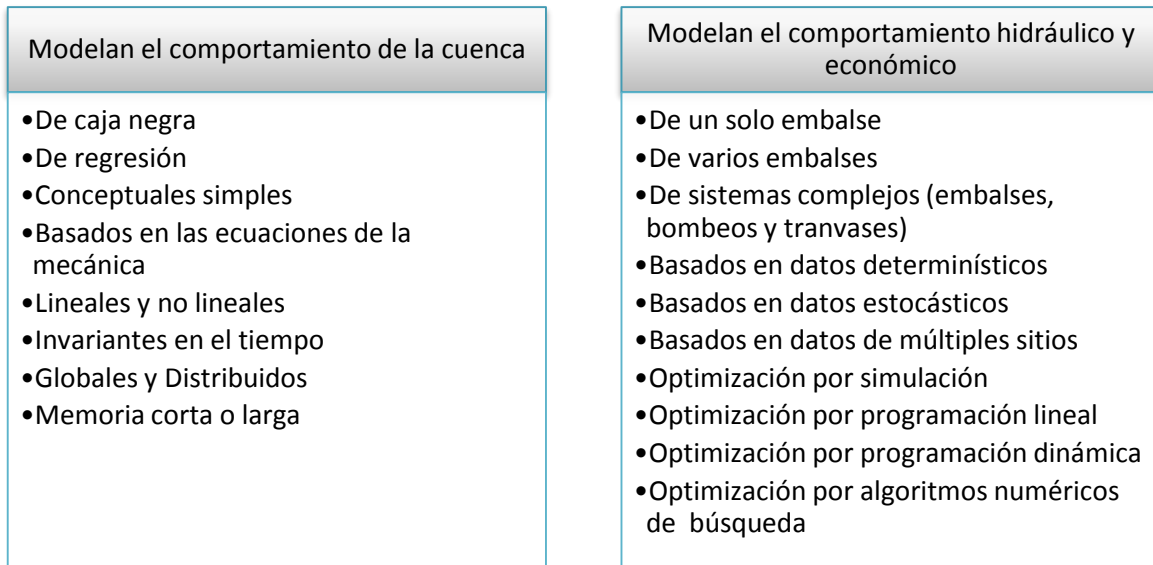 Modelan el comportamiento de la cuenca
•De caja negra
•De regresión
•Conceptuales simples
•Basados en las ecuaciones de la
mecánica
•Lineales y no lineales
•Invariantes en el tiempo
•Globales y Distribuidos
•Memoria corta o larga
Modelan el comportamiento hidráulico y
económico
•De un solo embalse
•De varios embalses
•De sistemas complejos (embalses,
bombeos y tranvases)
•Basados en datos determinísticos
•Basados en datos estocásticos
•Basados en datos de múltiples sitios
•Optimización por simulación
•Optimización por programación lineal
•Optimización por programación dinámica
•Optimización por algoritmos numéricos
de búsqueda